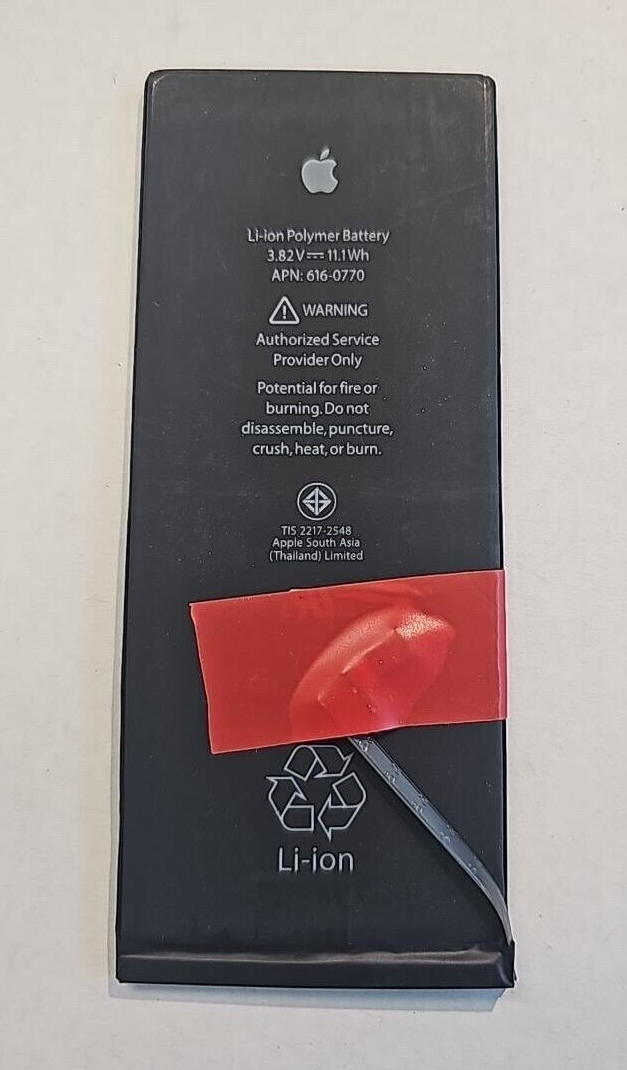 Li-ion Polymer Battery
3.82V⎓11.1Wh
APN: 616-0770
WARNING
Authorized Service
Provider Only
Potential for fire or
burning. Do not
disassemble, puncture,
crush, heat, or burn.
TIS 2217-2548
Apple South Asia
(Thailand) Limited
Li-ion